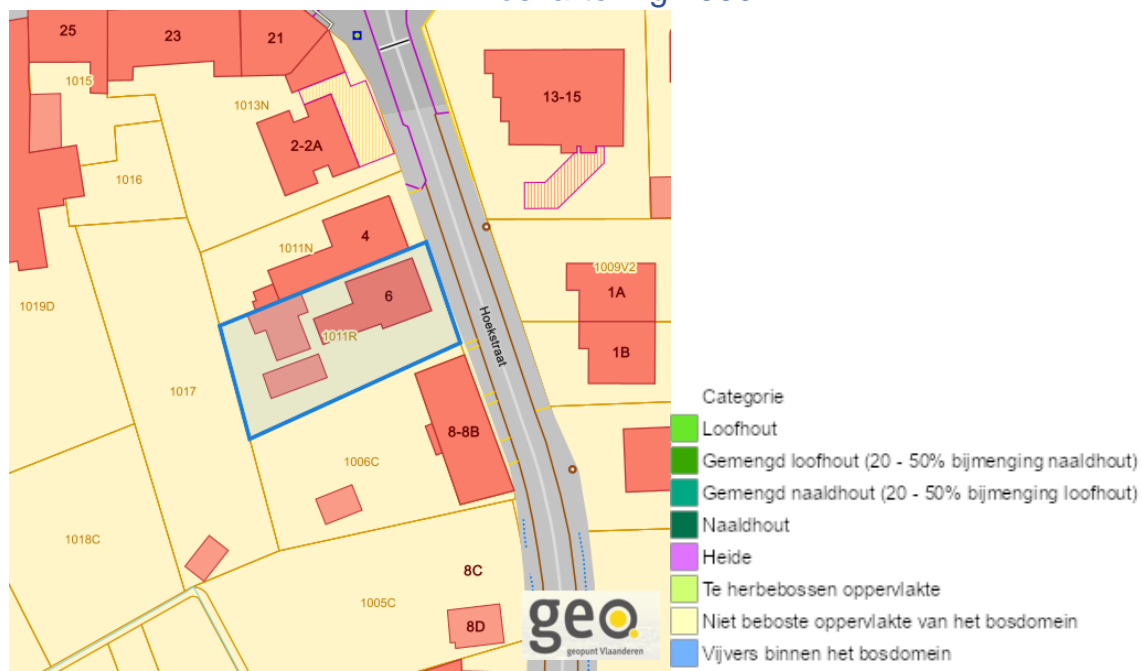 25
23
21
1015
1013N
13-15
2-2A
1016
4
1011N
1009V2
6
1A
1019D
1011R
Hoekstraat
1B
1017
8-8B
1006C
1018C
8C
1005C
8D
geo.
geopunt Vlaanderen
Categorie
Loofhout
Gemengd loofhout (20 - 50% bijmenging naaldhout)
Gemengd naaldhout (20 - 50% bijmenging loofhout)
Naaldhout
Heide
Te herbebossen oppervlakte
Niet beboste oppervlakte van het bosdomein
Vijvers binnen het bosdomein